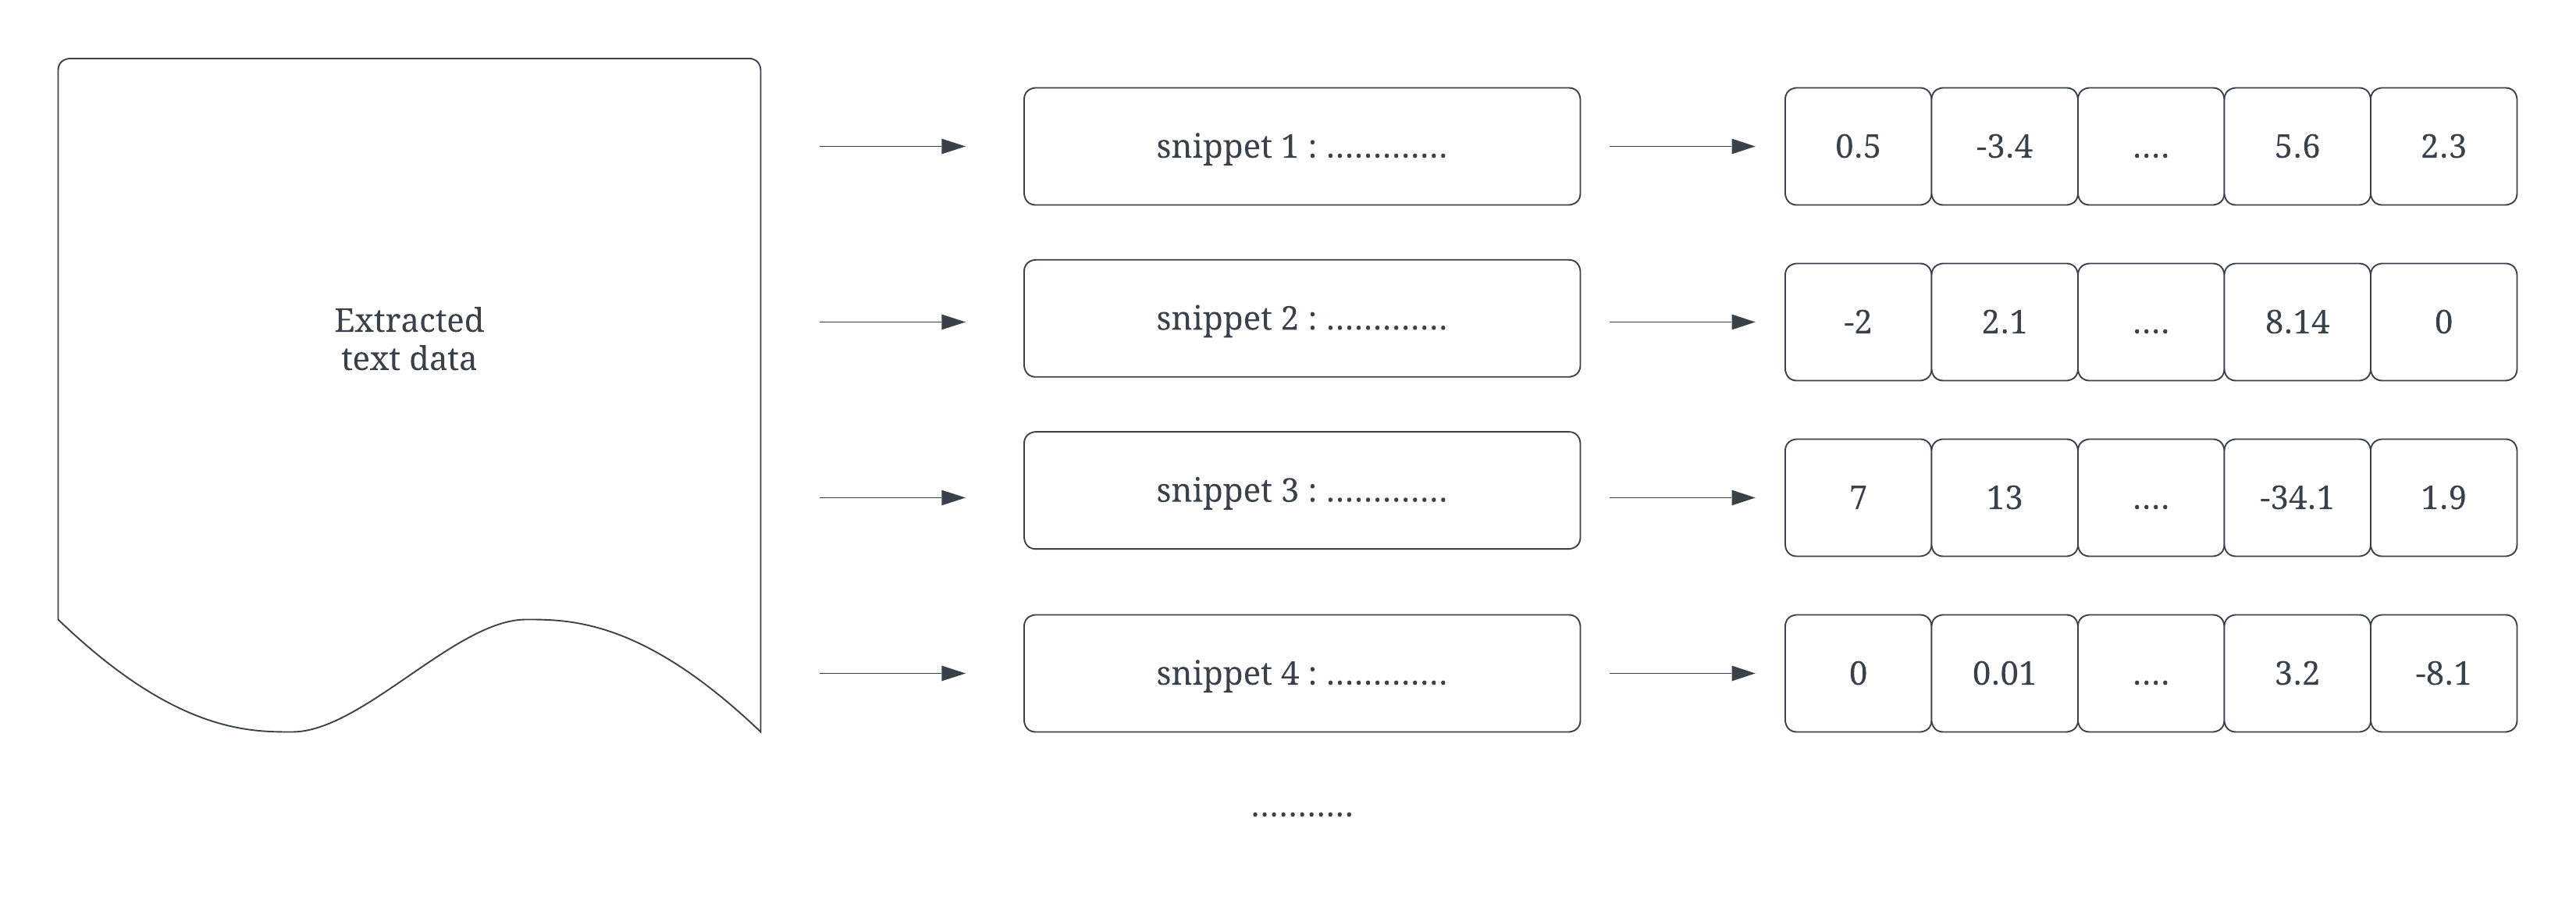 Extracted
text data
snippet 1 : .............
0.5 -3.4 .... 5.6 2.3
snippet 2 : .............
-2 2.1 .... 8.14 0
snippet 3 : .............
7 13 .... -34.1 1.9
snippet 4 : .............
0 0.01 .... 3.2 -8.1
...........